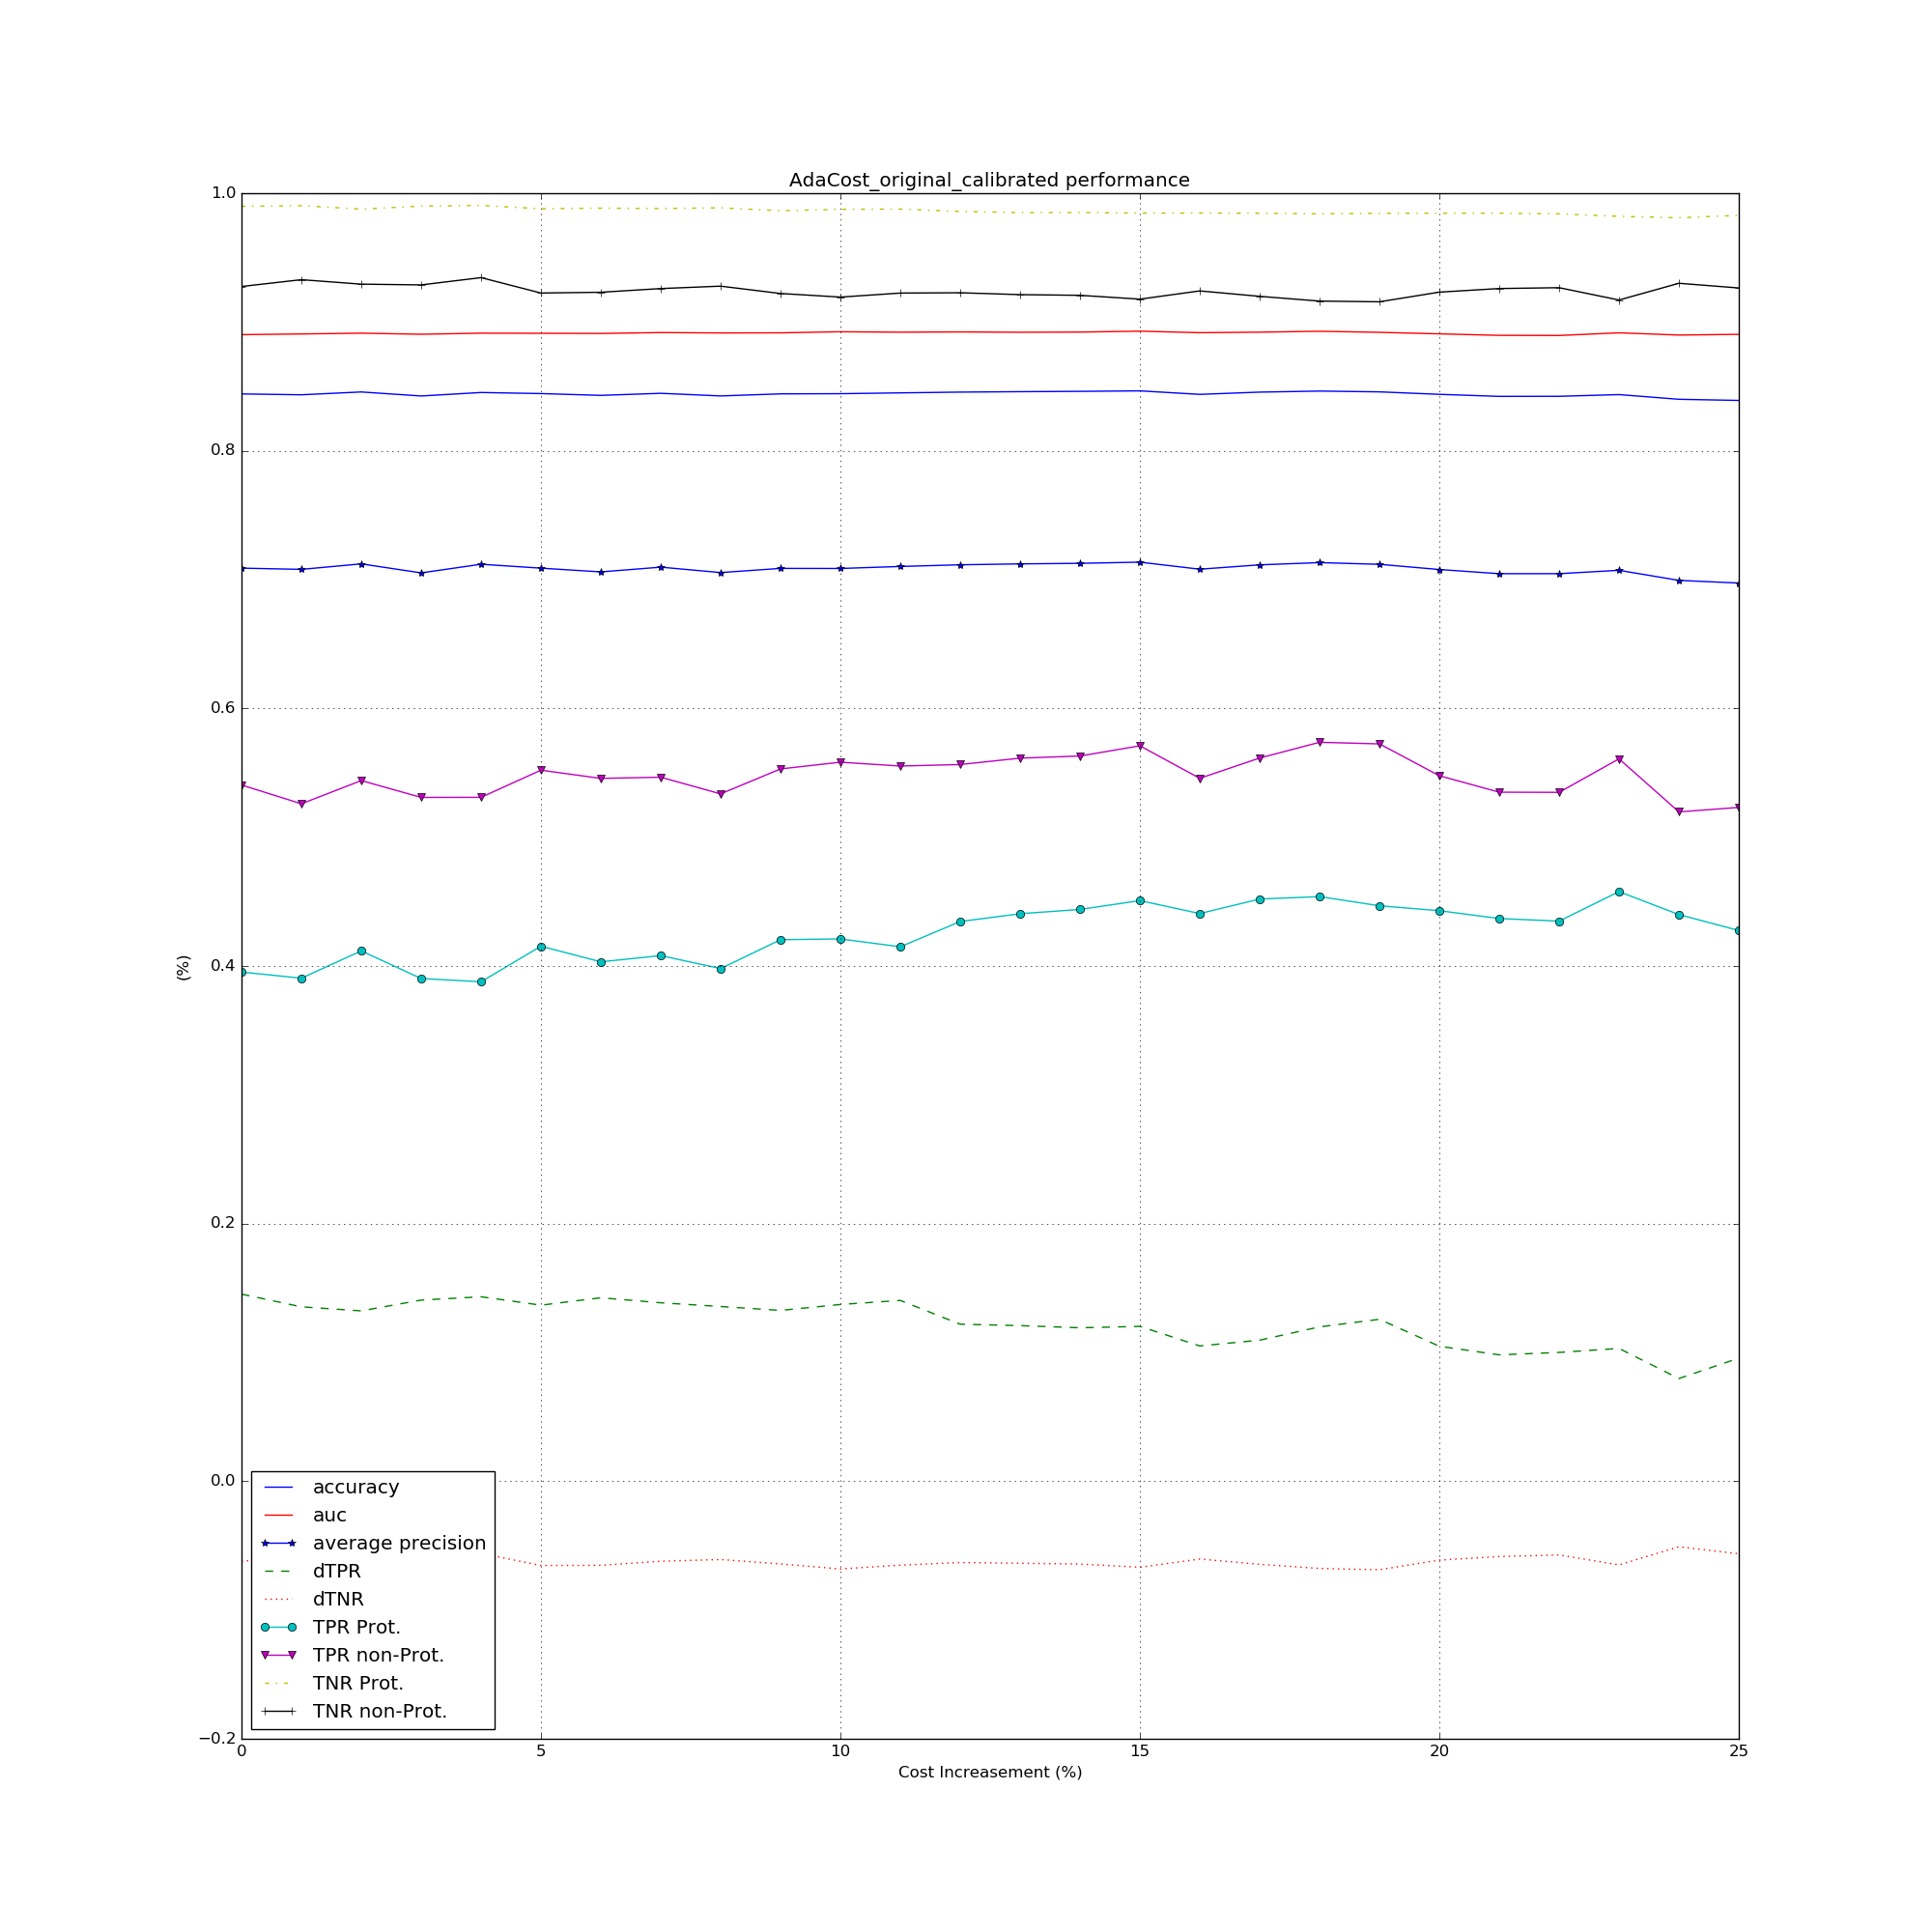 AdaCost_original_calibrated performance
1.0
0.8
0.6
0.4
0.2
0.0
−0.2
(%)
accuracy
auc
average precision
dTPR
dTNR
TPR Prot.
TPR non-Prot.
TNR Prot.
TNR non-Prot.
0 5 10 15 20 25
Cost Increasement (%)